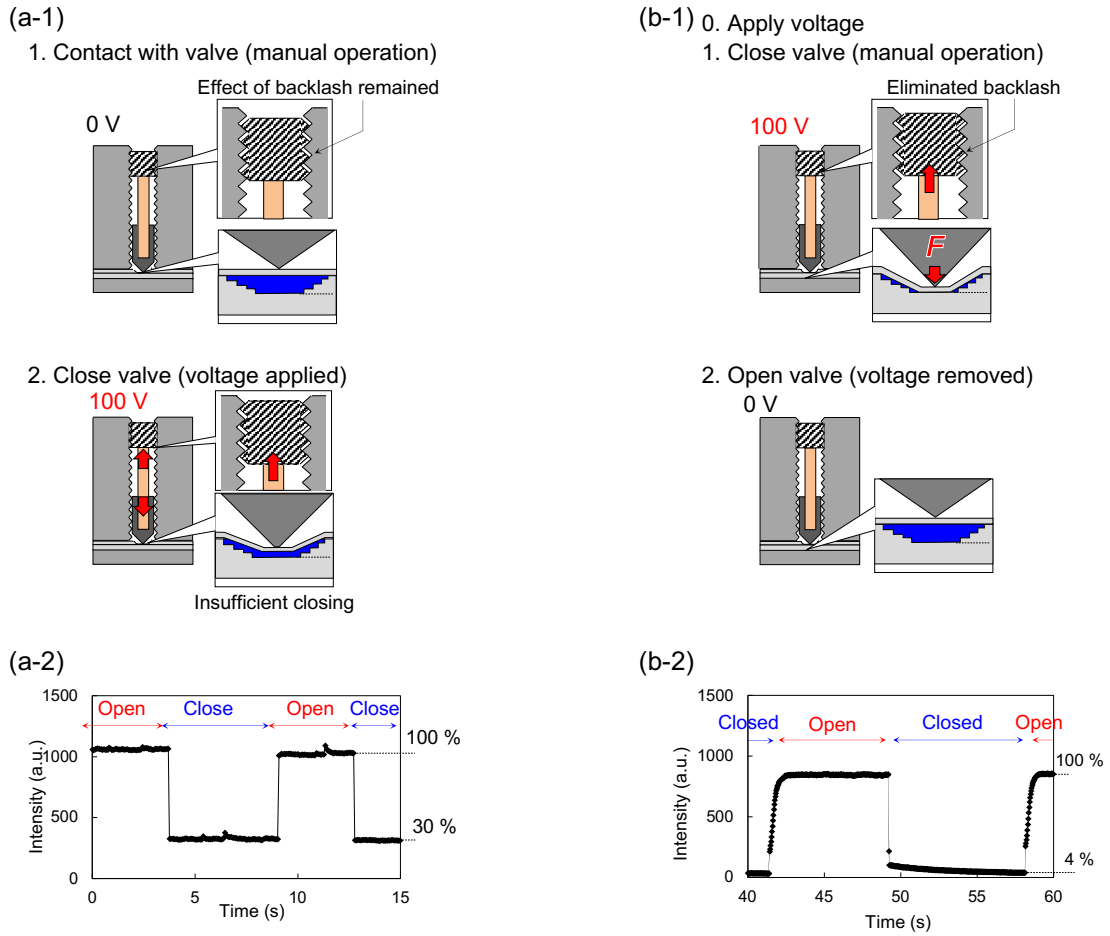 (a-1)
1. Contact with valve (manual operation)
Effect of backlash remained
0 V
2. Close valve (voltage applied)
100 V
Insufficient closing
(b-1)
0. Apply voltage
1. Close valve (manual operation)
Eliminated backlash
100 V
F
2. Open valve (voltage removed)
0 V
(a-2)
1500
1000
500
0
Intensity (a.u.)
Open
Close
Open
Close
100 %
30 %
0
5
10
15
Time (s)
(b-2)
1500
1000
500
0
Intensity (a.u.)
Closed
Open
Closed
Open
100 %
4 %
40
45
50
55
60
Time (s)